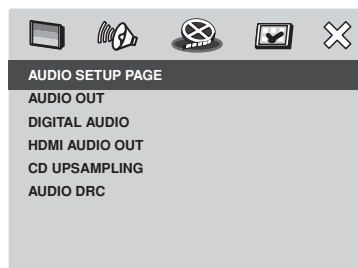 AUDIO SETUP PAGE
AUDIO OUT
DIGITAL AUDIO
HDMI AUDIO OUT
CD UPSAMPLING
AUDIO DRC